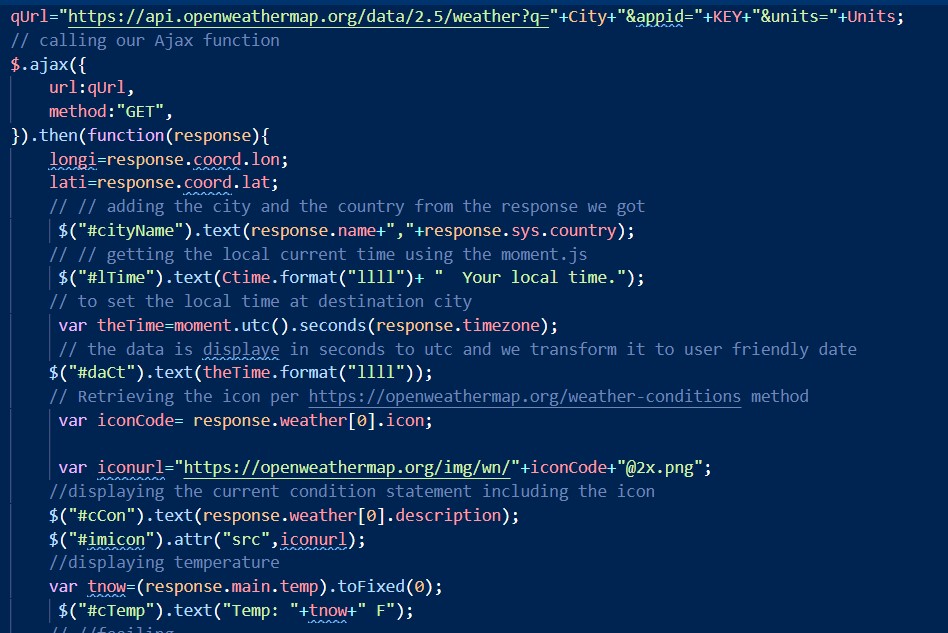 qUrl="https://api.openweathermap.org/data/2.5/weather?q="+City+"&appid="+KEY+"&units="+Units;
// calling our Ajax function
$.ajax({
    url:qUrl,
    method:"GET",
}).then(function(response){
    longi=response.coord.lon;
    lati=response.coord.lat;
    // // adding the city and the country from the response we got
     $("#cityName").text(response.name+","+response.sys.country);
    // // getting the local current time using the moment.js
     $("#lTime").text(Ctime.format("llll")+ "  Your local time.");
    // to set the local time at destination city
     var theTime=moment.utc().seconds(response.timezone);
     // the data is displaye in seconds to utc and we transform it to user friendly date
    $("#daCt").text(theTime.format("llll"));
    // Retrieving the icon per https://openweathermap.org/weather-conditions method
     var iconCode= response.weather[0].icon;

     var iconurl="https://openweathermap.org/img/wn/"+iconCode+"@2x.png";
    //displaying the current condition statement including the icon
    $("#cCon").text(response.weather[0].description);
    $("#imicon").attr("src",iconurl);
    //displaying temperature
    var tnow=(response.main.temp).toFixed(0);
     $("#cTemp").text("Temp: "+tnow+" F");